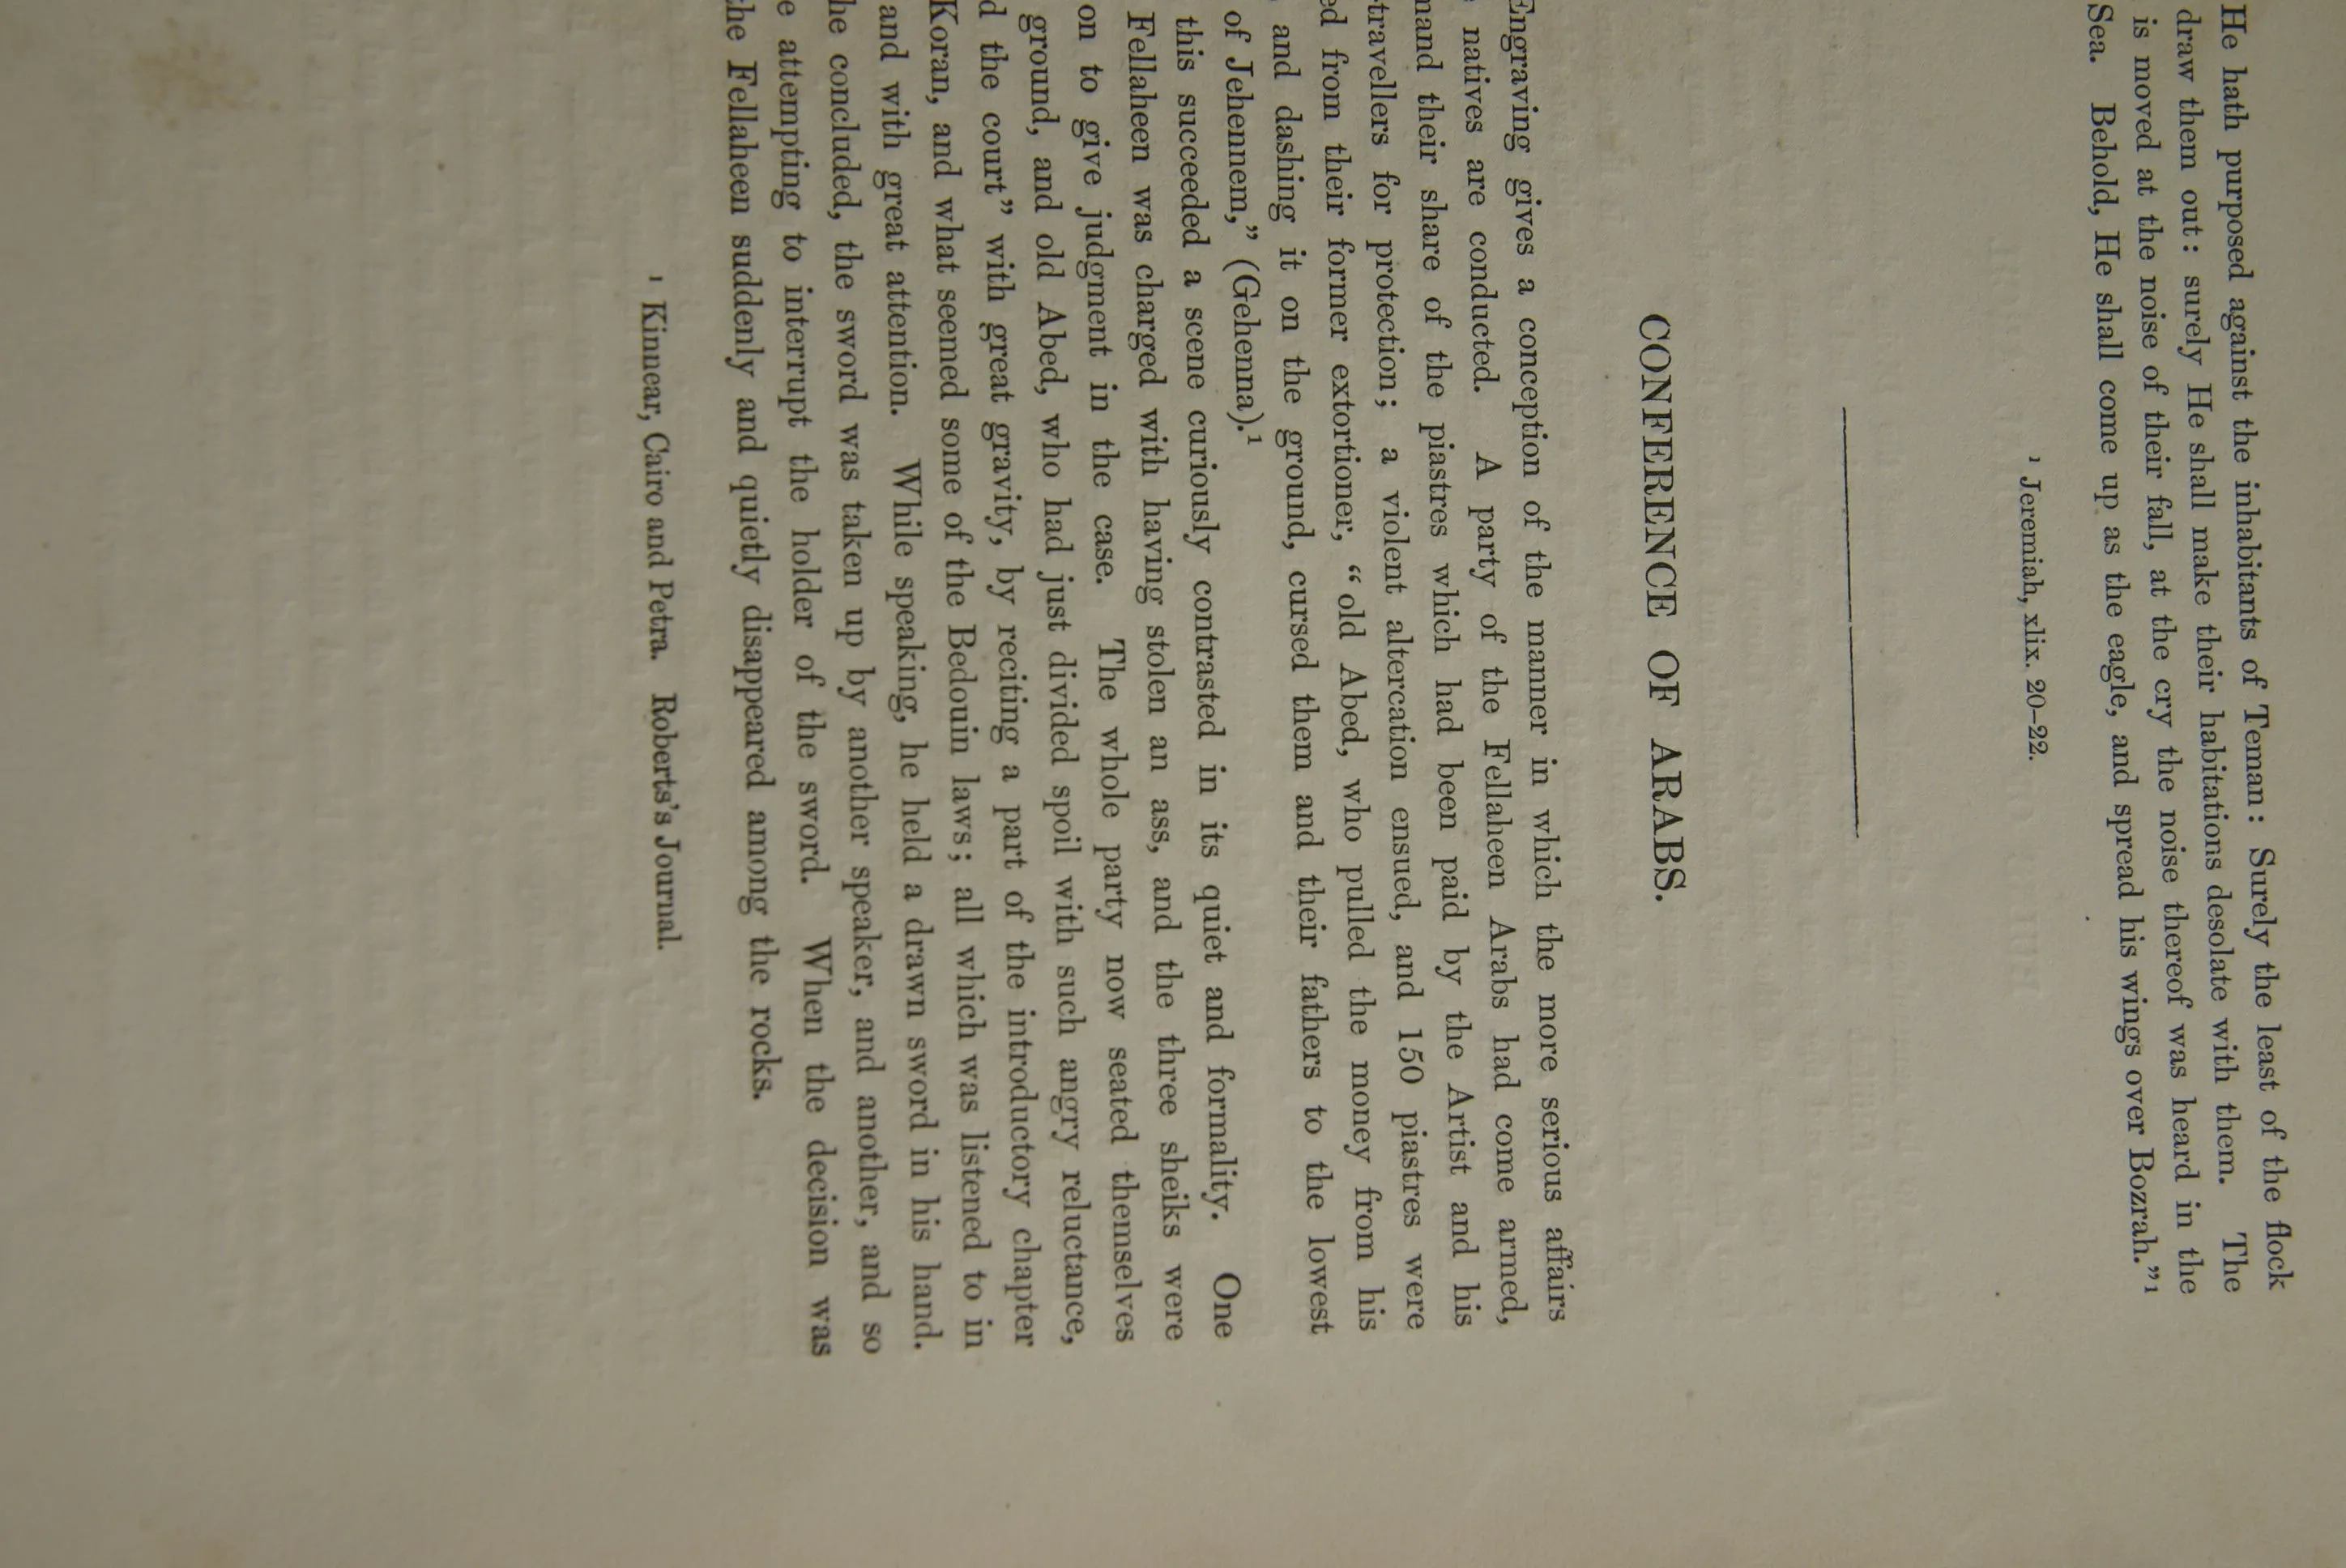 He hath purposed against the inhabitants of Teman: Surely the least of the flock
draw them out: surely He shall make their habitations desolate with them. The
is moved at the noise of their fall, at the cry the noise thereof was heard in the
Sea. Behold, He shall come up as the eagle, and spread his wings over Bozrah.”¹
¹ Jeremiah, xlix. 20–22.
CONFERENCE OF ARABS.
Engraving gives a conception of the manner in which the more serious affairs
natives are conducted. A party of the Fellaheen Arabs had come armed,
mand their share of the piastres which had been paid by the Artist and his
-travellers for protection; a violent altercation ensued, and 150 piastres were
ed from their former extortioner, “old Abed, who pulled the money from his
and dashing it on the ground, cursed them and their fathers to the lowest
of Jehennem,” (Gehenna).¹
this succeeded a scene curiously contrasted in its quiet and formality. One
Fellaheen was charged with having stolen an ass, and the three sheiks were
on to give judgment in the case. The whole party now seated themselves
ground, and old Abed, who had just divided spoil with such angry reluctance,
d the court” with great gravity, by reciting a part of the introductory chapter
Koran, and what seemed some of the Bedouin laws; all which was listened to in
and with great attention. While speaking, he held a drawn sword in his hand.
he concluded, the sword was taken up by another speaker, and another, and so
e attempting to interrupt the holder of the sword. When the decision was
the Fellaheen suddenly and quietly disappeared among the rocks.
¹ Kinnear, Cairo and Petra. Roberts’s Journal.